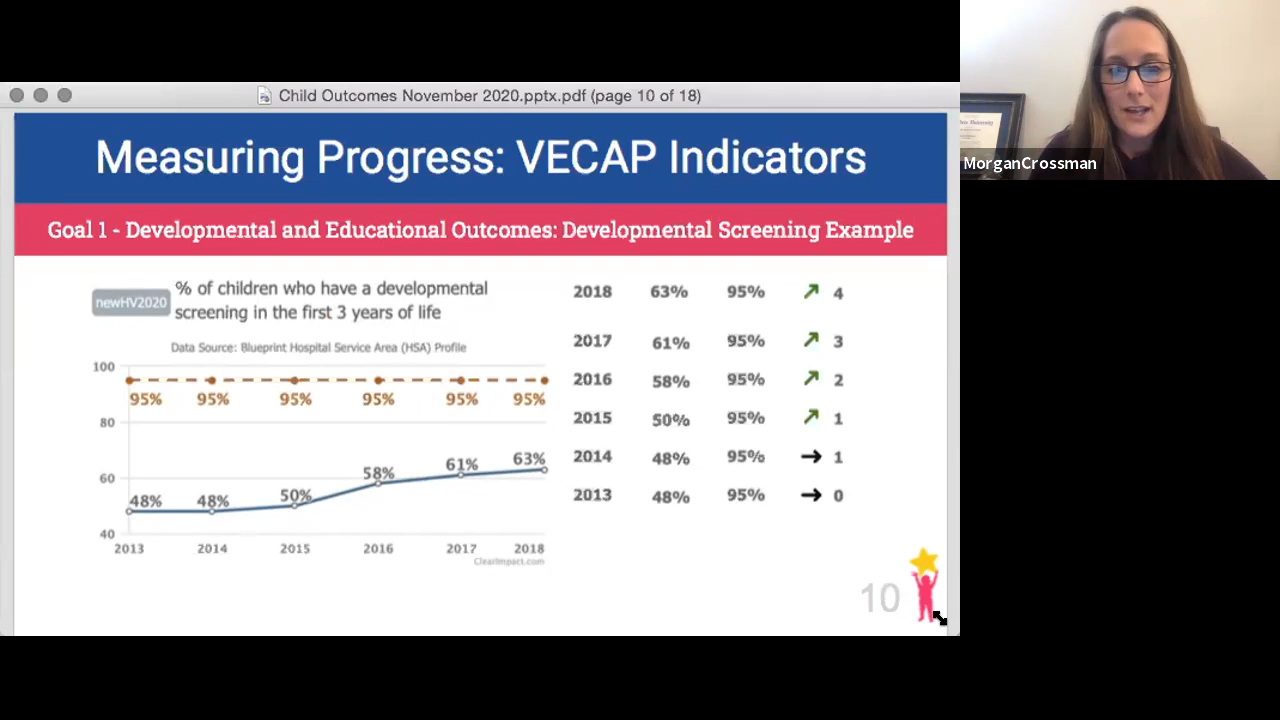 Child Outcomes November 2020.pptx.pdf (page 10 of 18)
MorganCrossman
Measuring Progress: VECAP Indicators
Goal 1 - Developmental and Educational Outcomes: Developmental Screening Example
newHV2020
% of children who have a developmental
screening in the first 3 years of life
Data Source: Blueprint Hospital Service Area (HSA) Profile
100
80
60
40
95% 95% 95% 95% 95% 95%
48% 48% 50% 58% 61% 63%
2013 2014 2015 2016 2017 2018
ClearImpact.com
2018 63% 95% ↗ 4
2017 61% 95% ↗ 3
2016 58% 95% ↗ 2
2015 50% 95% ↗ 1
2014 48% 95% → 1
2013 48% 95% → 0
10